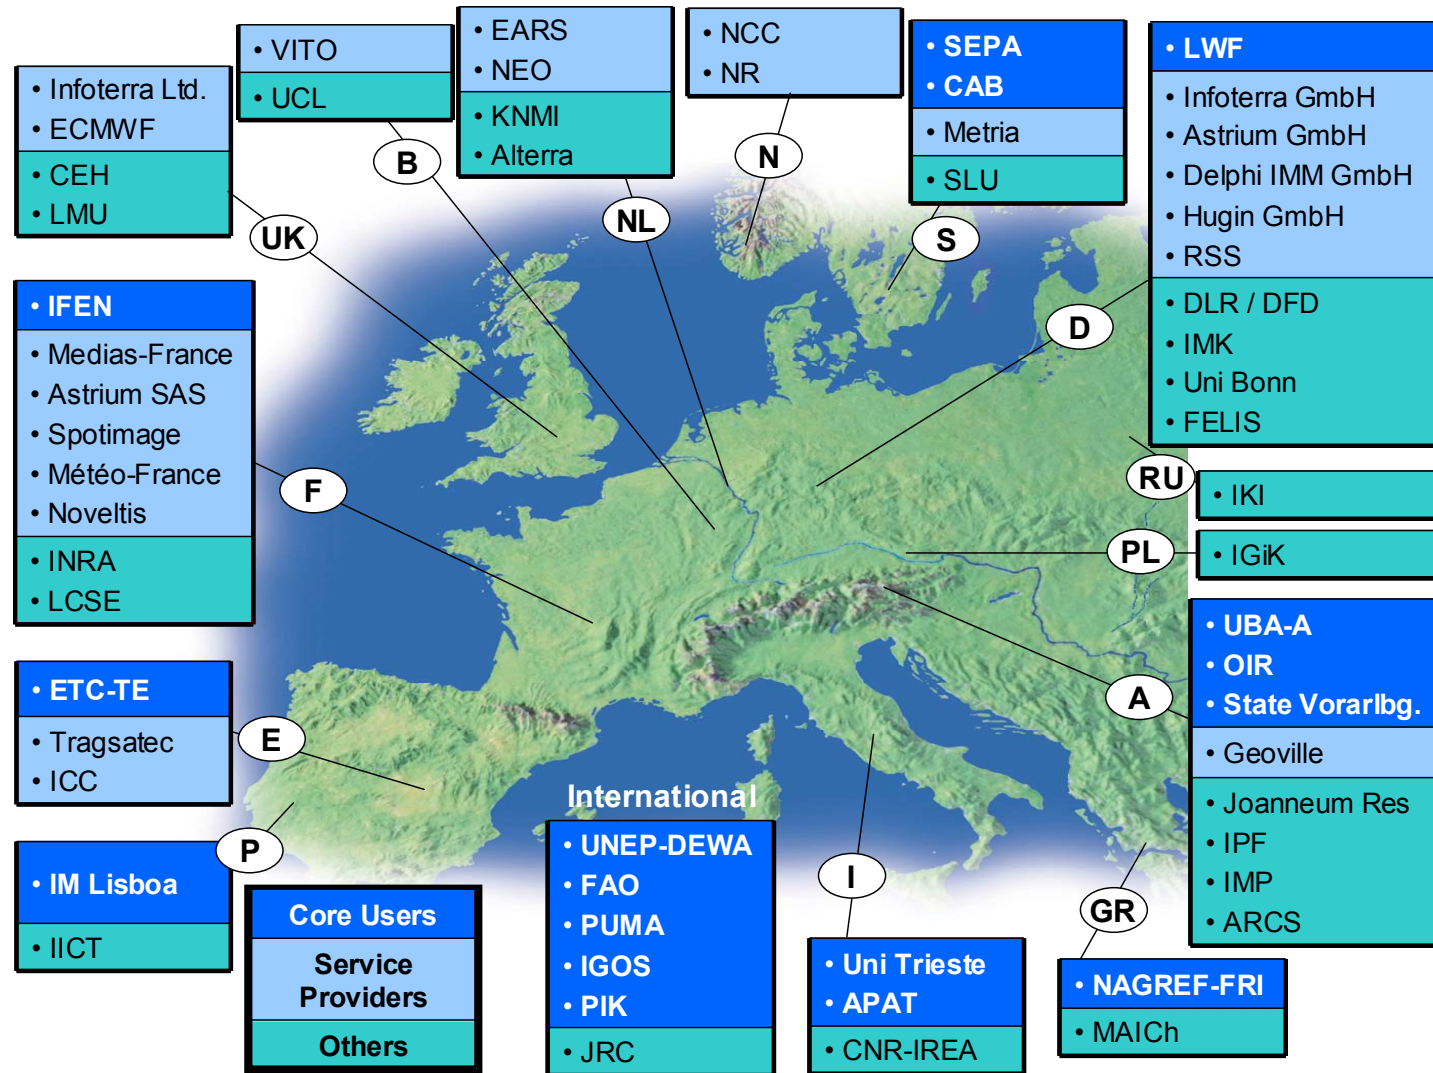 • VITO
• UCL
• EARS
• NEO
• KNMI
• Alterra
• NCC
• NR
• SEPA
• CAB
• Metria
• SLU
• LWF
• Infoterra GmbH
• Astrium GmbH
• Delphi IMM GmbH
• Hugin GmbH
• RSS
• DLR / DFD
• IMK
• Uni Bonn
• FELIS
• Infoterra Ltd.
• ECMWF
• CEH
• LMU
B
N
NL
UK
S
D
• IFEN
• Medias-France
• Astrium SAS
• Spotimage
• Météo-France
• Noveltis
• INRA
• LCSE
F
RU
• IKI
PL
• IGiK
• UBA-A
• OIR
• State Vorarlbg.
• Geoville
• Joanneum Res
• IPF
• IMP
• ARCS
A
• ETC-TE
• Tragsatec
• ICC
E
P
• IM Lisboa
• IICT
Core Users
Service
Providers
Others
International
• UNEP-DEWA
• FAO
• PUMA
• IGOS
• PIK
• JRC
I
• Uni Trieste
• APAT
• CNR-IREA
GR
• NAGREF-FRI
• MAICh